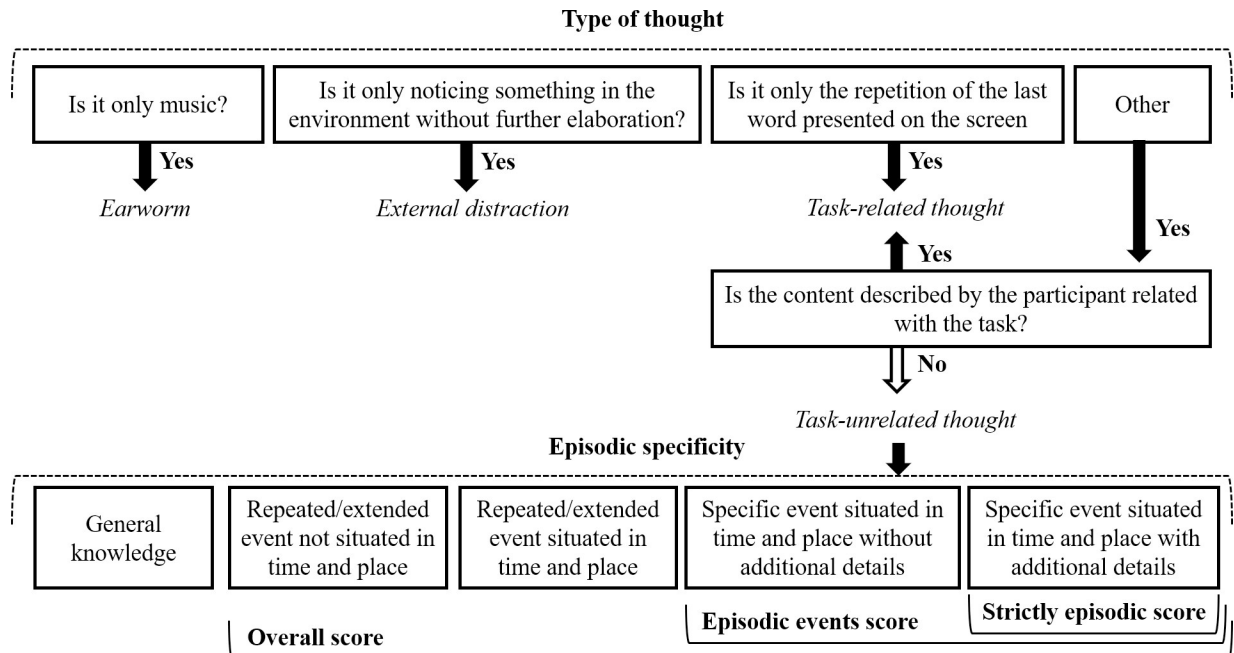 Type of thought
Is it only music?
Is it only noticing something in the
environment without further elaboration?
Is it only the repetition of the last
word presented on the screen
Other
Yes
Yes
Yes
Yes
Earworm
External distraction
Task-related thought
Yes
Is the content described by the participant related
with the task?
No
Task-unrelated thought
Episodic specificity
General
knowledge
Repeated/extended
event not situated in
time and place
Repeated/extended
event situated in
time and place
Specific event situated in
time and place without
additional details
Specific event situated
in time and place with
additional details
Overall score
Episodic events score
Strictly episodic score